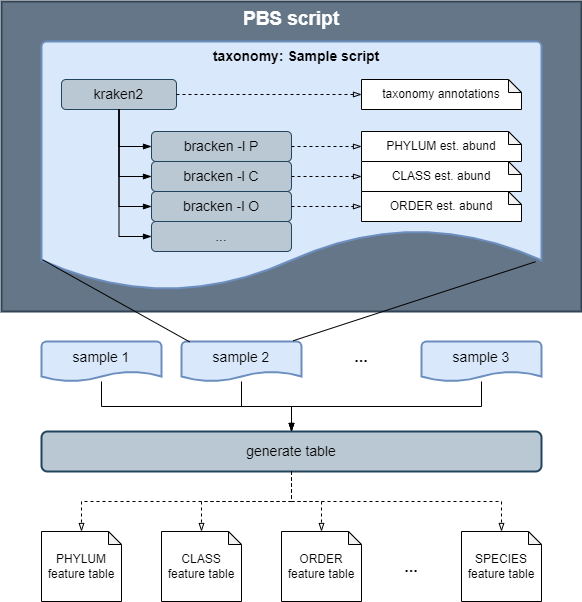 PBS script
taxonomy: Sample script
kraken2
taxonomy annotations
bracken -l P
PHYLUM est. abund
bracken -l C
CLASS est. abund
bracken -l O
ORDER est. abund
...
sample 1
sample 2
...
sample 3
generate table
PHYLUM
feature table
CLASS
feature table
ORDER
feature table
...
SPECIES
feature table